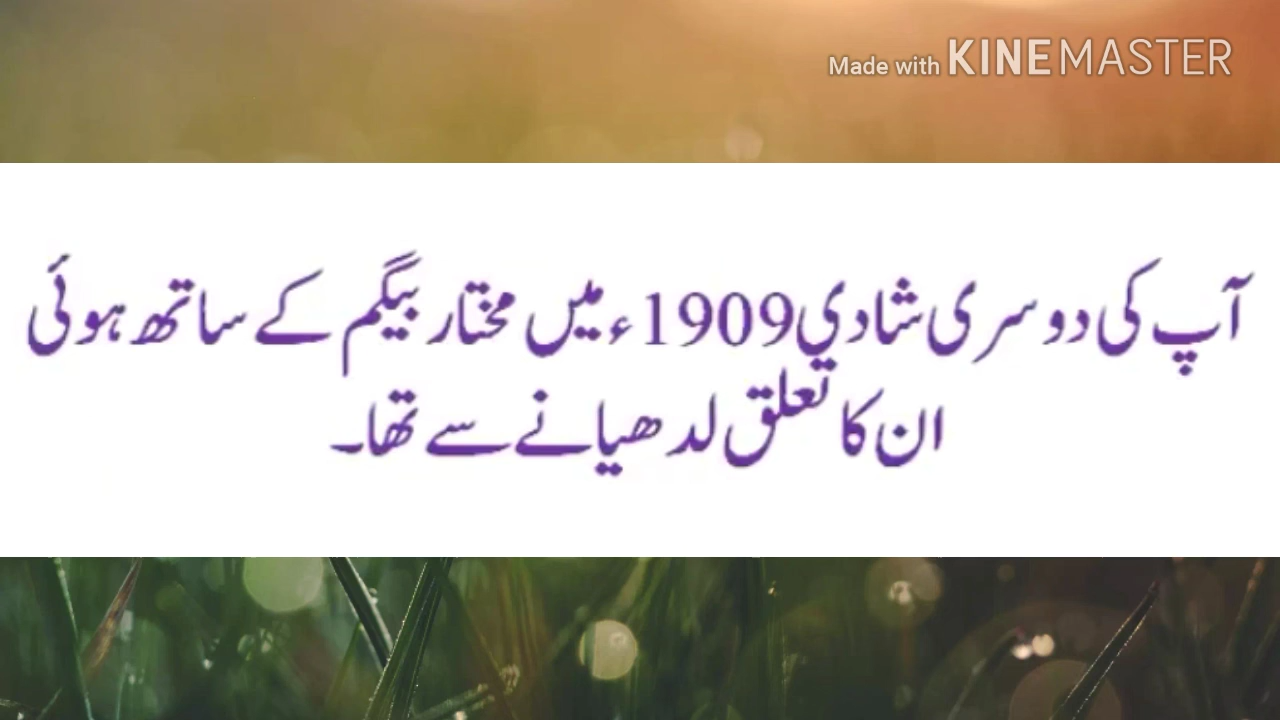 Made with KINEMASTER
آپ کی دوسری شادی 1909ء میں مختار بیگم کے ساتھ ہوئی
ان کا تعلق لدھیانے سے تھا۔